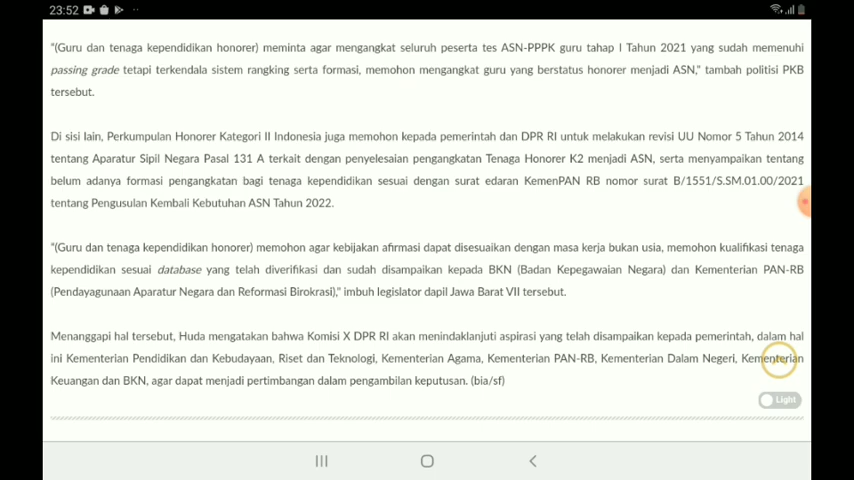 23:52
"(Guru dan tenaga kependidikan honorer) meminta agar mengangkat seluruh peserta tes ASN-PPPK guru tahap I Tahun 2021 yang sudah memenuhi
passing grade tetapi terkendala sistem rangking serta formasi, memohon mengangkat guru yang berstatus honorer menjadi ASN," tambah politisi PKB
tersebut.
Di sisi lain, Perkumpulan Honorer Kategori II Indonesia juga memohon kepada pemerintah dan DPR RI untuk melakukan revisi UU Nomor 5 Tahun 2014
tentang Aparatur Sipil Negara Pasal 131 A terkait dengan penyelesaian pengangkatan Tenaga Honorer K2 menjadi ASN, serta menyampaikan tentang
belum adanya formasi pengangkatan bagi tenaga kependidikan sesuai dengan surat edaran KemenPAN RB nomor surat B/1551/S.SM.01.00/2021
tentang Pengusulan Kembali Kebutuhan ASN Tahun 2022.
"(Guru dan tenaga kependidikan honorer) memohon agar kebijakan afirmasi dapat disesuaikan dengan masa kerja bukan usia, memohon kualifikasi tenaga
kependidikan sesuai database yang telah diverifikasi dan sudah disampaikan kepada BKN (Badan Kepegawaian Negara) dan Kementerian PAN-RB
(Pendayagunaan Aparatur Negara dan Reformasi Birokrasi)," imbuh legislator dapil Jawa Barat VII tersebut.
Menanggapi hal tersebut, Huda mengatakan bahwa Komisi X DPR RI akan menindaklanjuti aspirasi yang telah disampaikan kepada pemerintah, dalam hal
ini Kementerian Pendidikan dan Kebudayaan, Riset dan Teknologi, Kementerian Agama, Kementerian PAN-RB, Kementerian Dalam Negeri, Kementerian
Keuangan dan BKN, agar dapat menjadi pertimbangan dalam pengambilan keputusan. (bia/sf)
Light